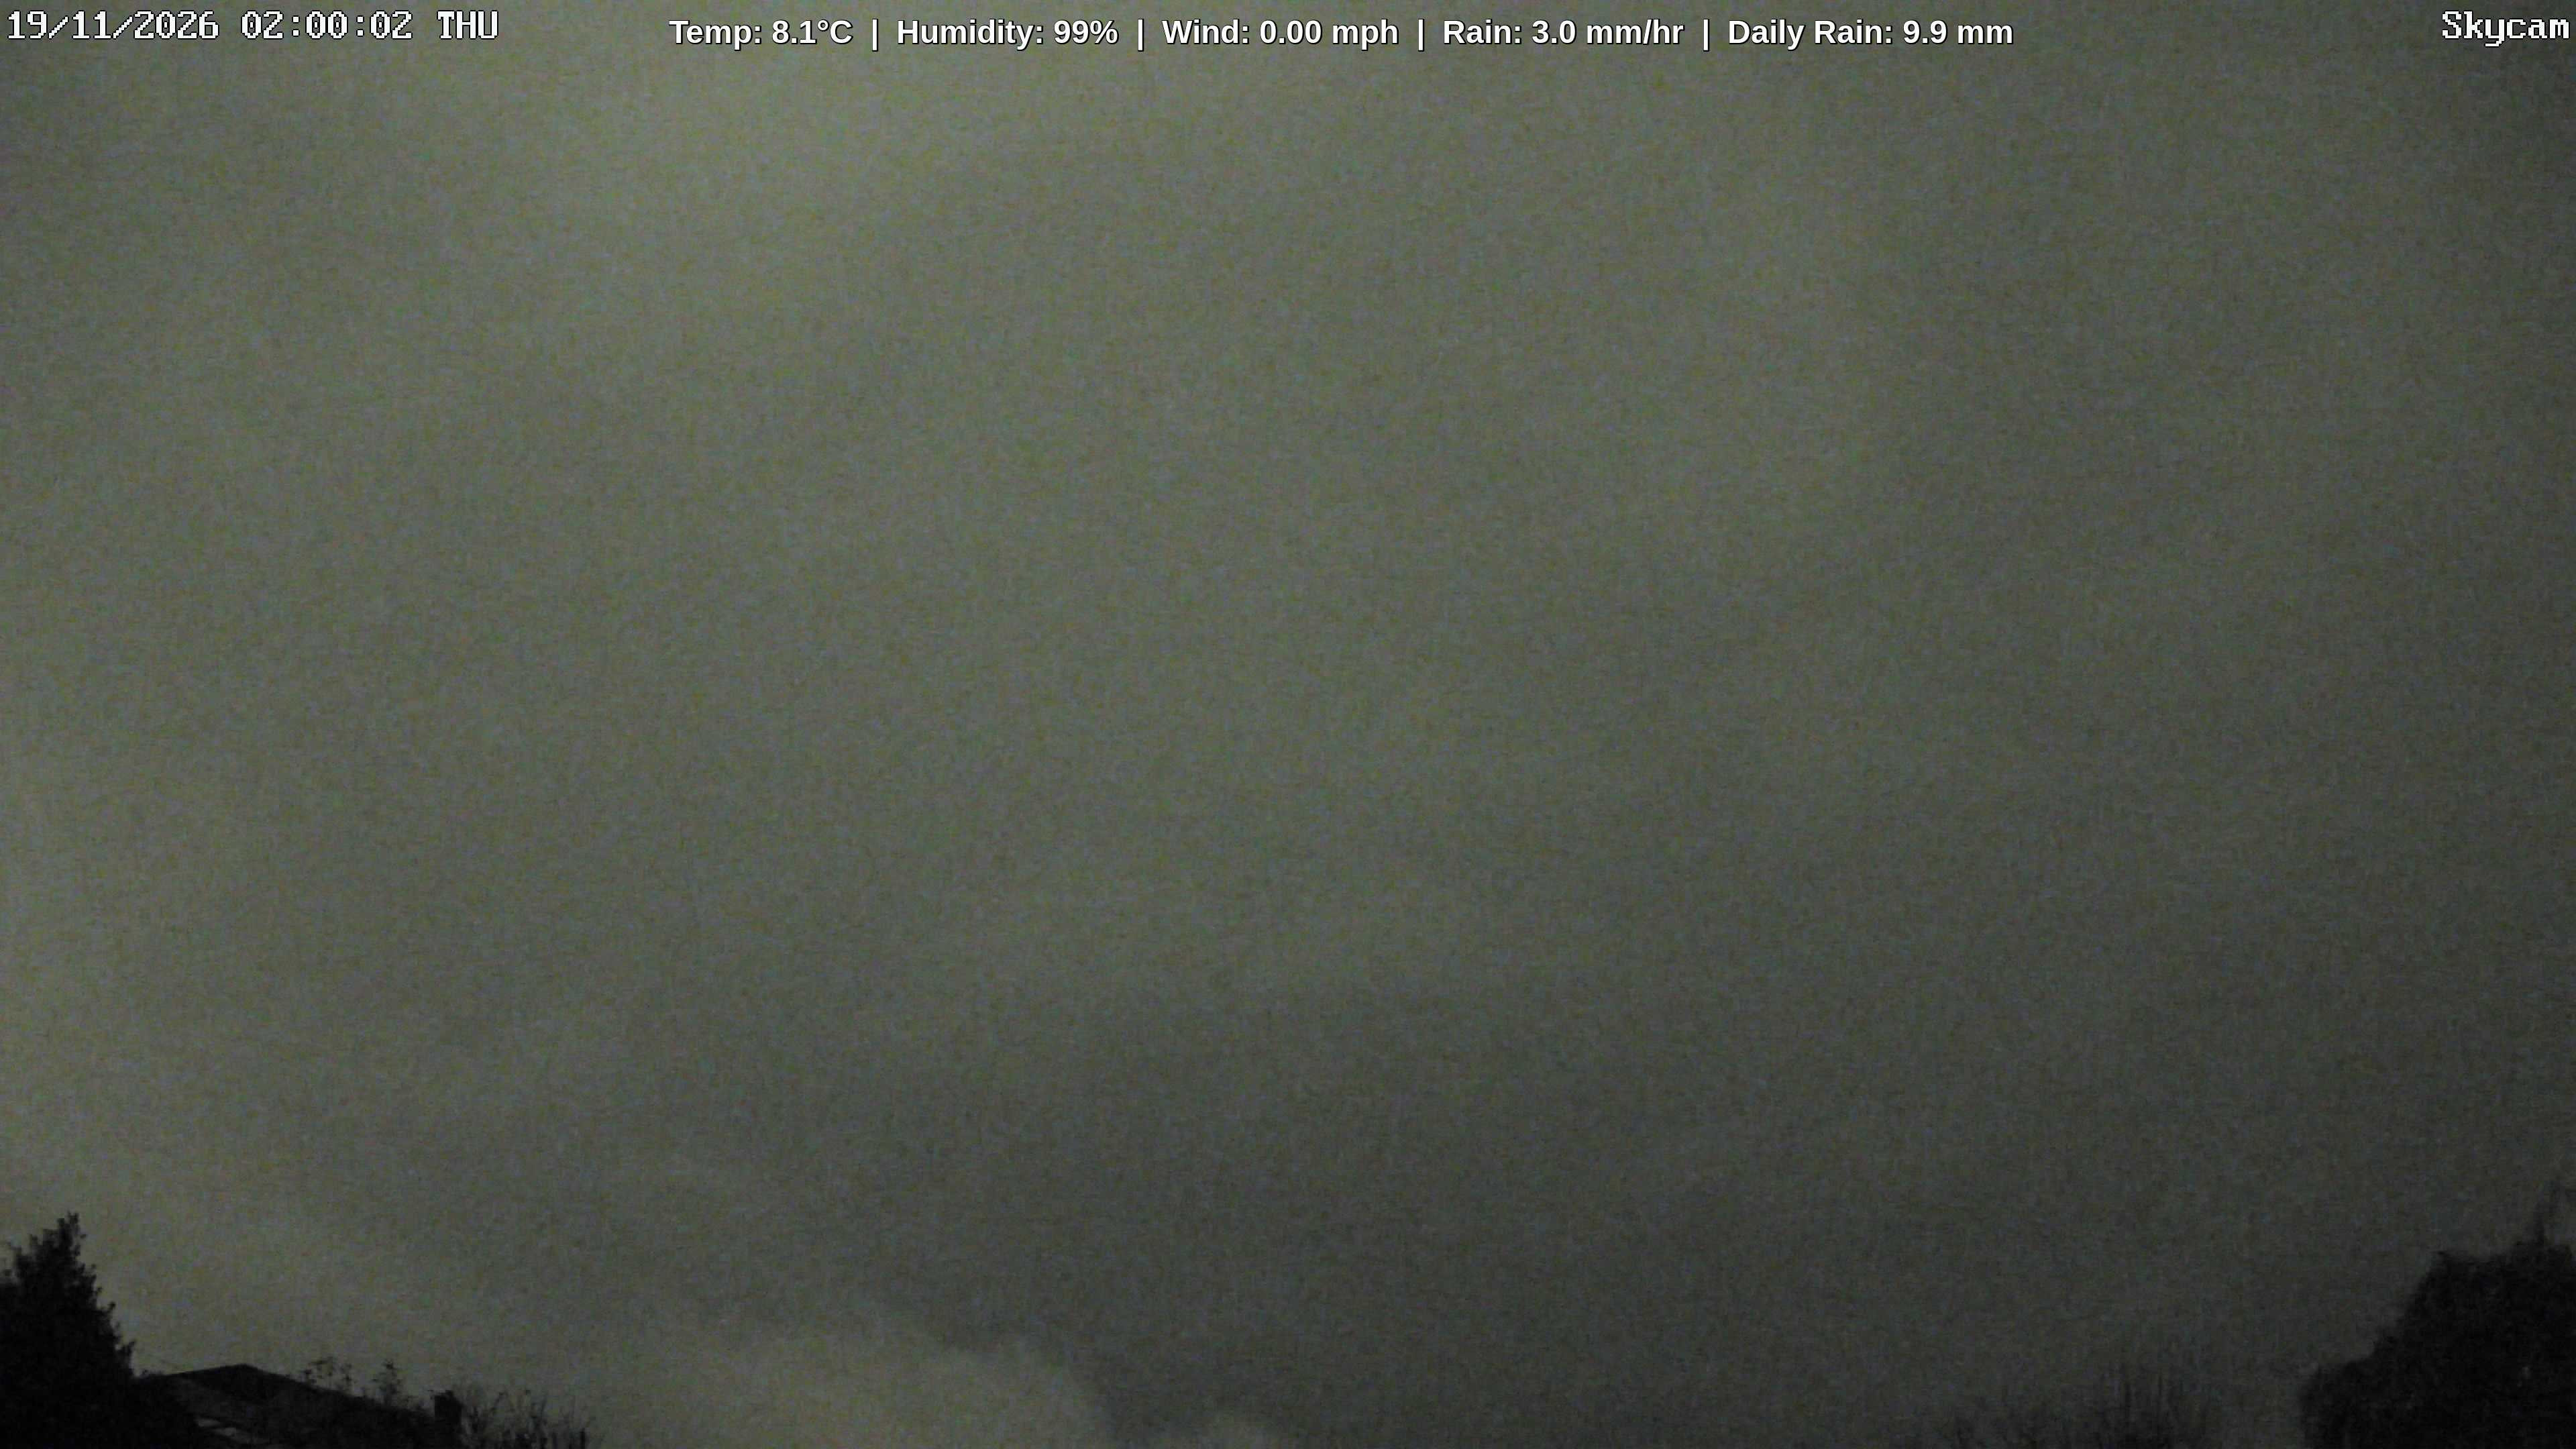 19/11/2026 02:00:02 THU
Temp: 8.1°C | Humidity: 99% | Wind: 0.00 mph | Rain: 3.0 mm/hr | Daily Rain: 9.9 mm
Skycam